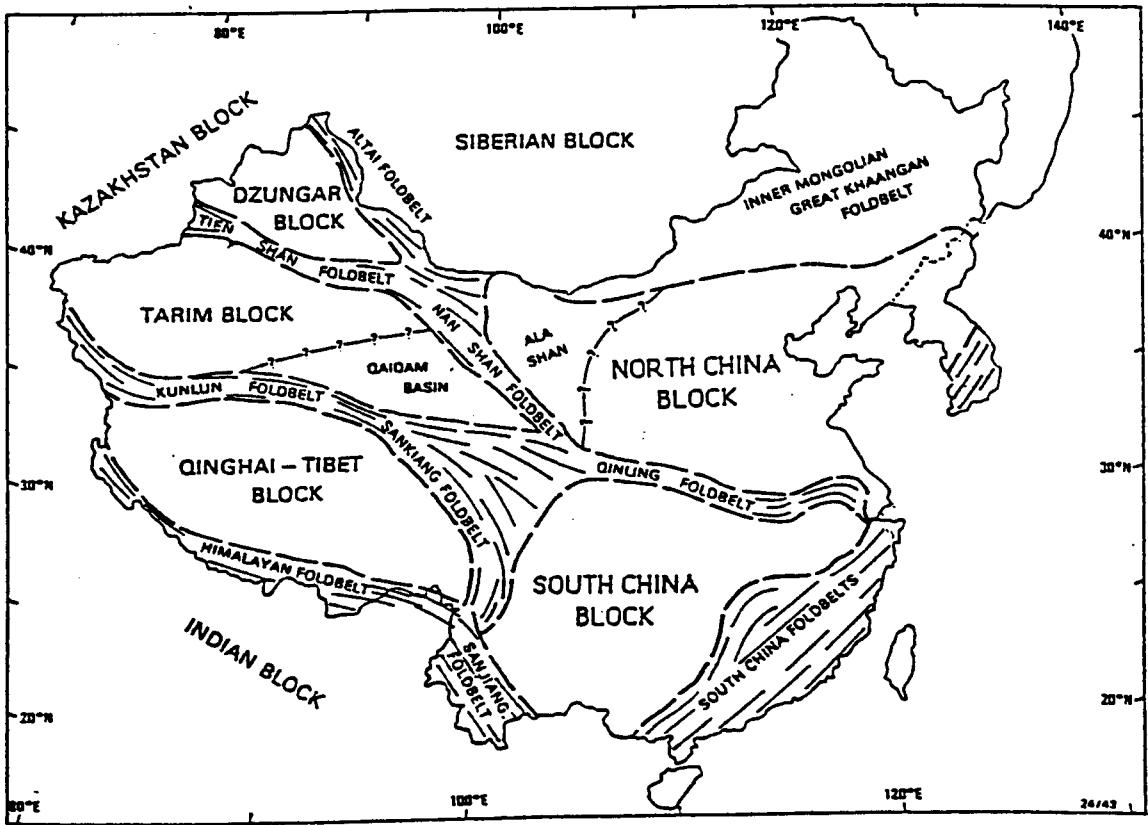 80°E
100°E
120°E
140°E
KAZAKHSTAN BLOCK
ALTAI FOLDBELT
SIBERIAN BLOCK
INNER MONGOLIAN
GREAT KHAANGAN
FOLDBELT
DZUNGAR
BLOCK
40°N
40°N
TIEN SHAN FOLDBELT
TARIM BLOCK
NAN SHAN FOLDBELT
ALA
SHAN
? ? ? ?
QAIDAM
BASIN
NORTH CHINA
BLOCK
KUNLUN FOLDBELT
SANKIANG FOLDBELT
QINLING FOLDBELT
30°N
30°N
QINGHAI – TIBET
BLOCK
HIMALAYAN FOLDBELT
SOUTH CHINA
BLOCK
SOUTH CHINA FOLDBELTS
INDIAN BLOCK
SANJIANG
FOLDBELT
20°N
20°N
80°E
100°E
120°E
24/43